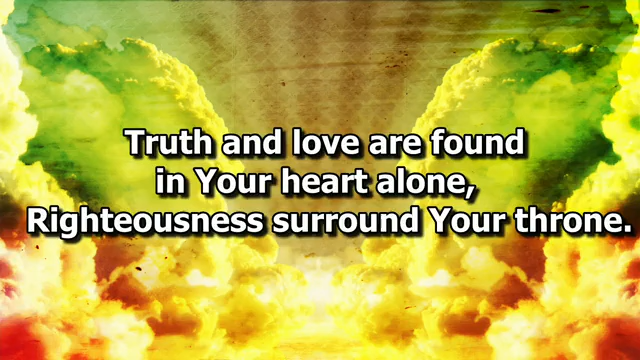 Truth and love are found
in Your heart alone,
Righteousness surround Your throne.